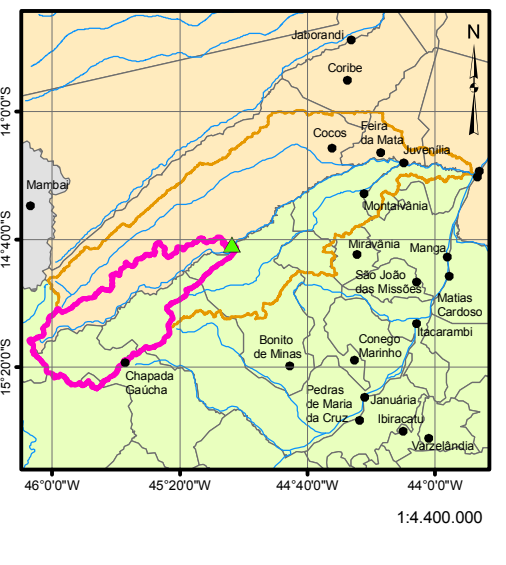 N
Jaborandi
Coribe
14°0'0"S
Cocos
Feira
da Mata
Juvenília
Mambaí
Montalvânia
14°40'0"S
Miravânia
Manga
São João
das Missões
Matias
Cardoso
Itacarambi
Bonito
de Minas
Conego
Marinho
15°20'0"S
Chapada
Gaúcha
Pedras
de Maria
da Cruz
Januária
Ibiracatu
Varzelândia
46°0'0"W
45°20'0"W
44°40'0"W
44°0'0"W
1:4.400.000